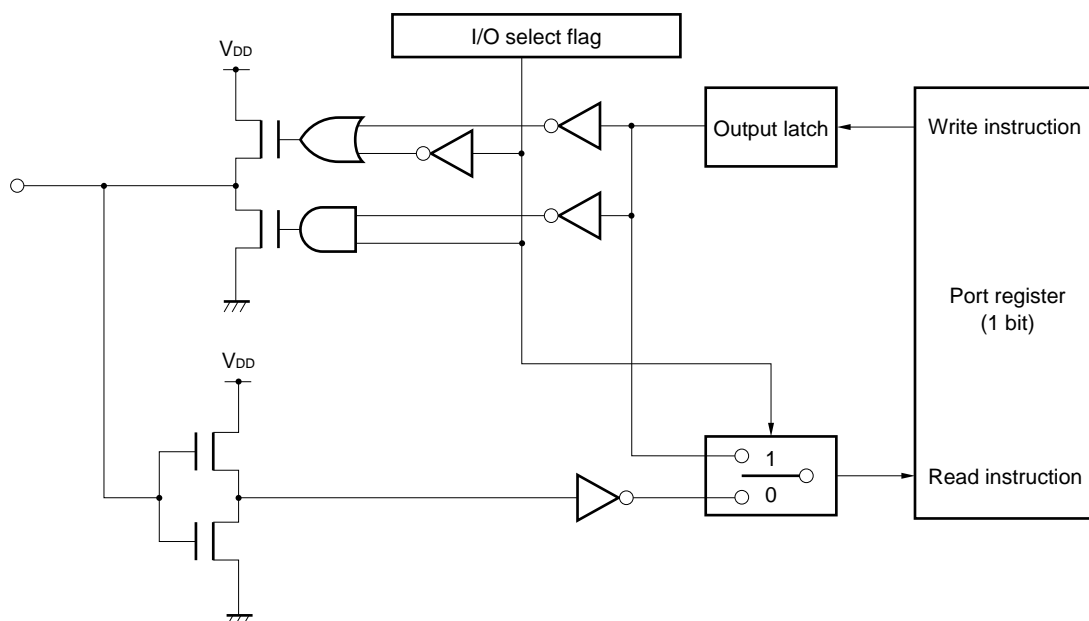 I/O select flag
VDD
Output latch
Write instruction
Port register
(1 bit)
VDD
1
0
Read instruction